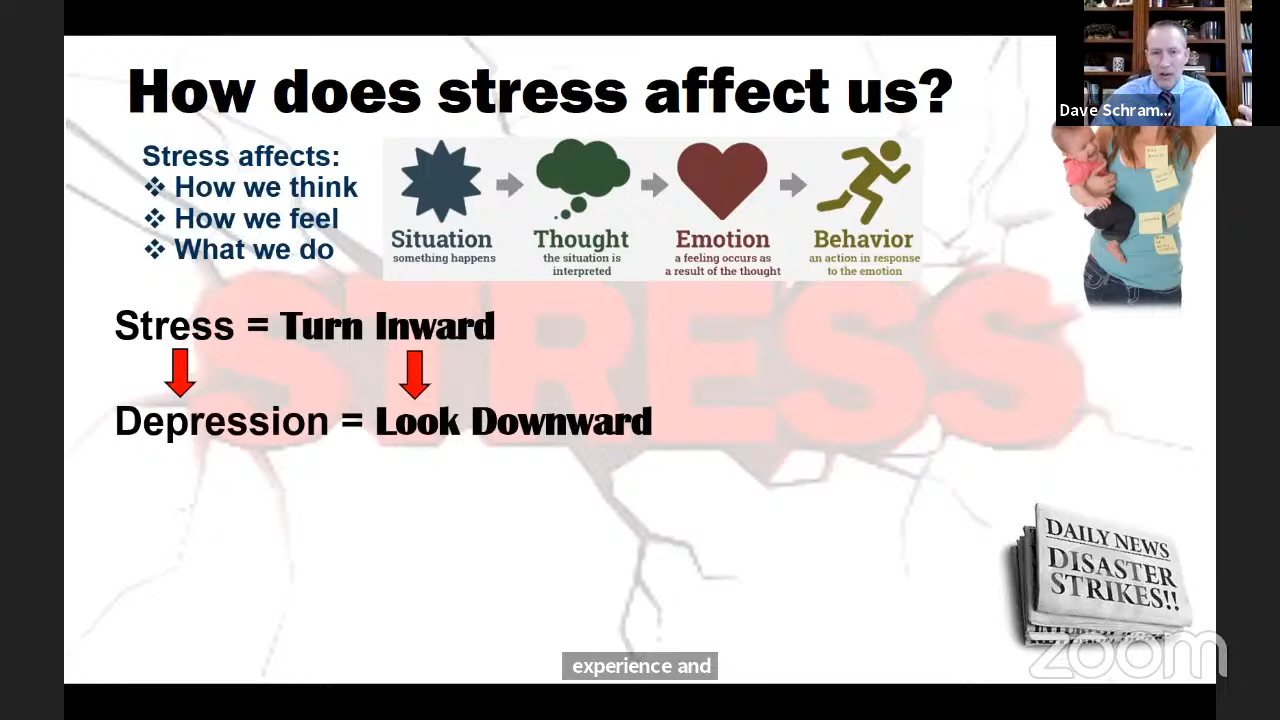 How does stress affect us?
Dave Schram...
Stress affects:
❖ How we think
❖ How we feel
❖ What we do
Situation
something happens
Thought
the situation is
interpreted
Emotion
a feeling occurs as
a result of the thought
Behavior
an action in response
to the emotion
STRESS
Stress = Turn Inward
Depression = Look Downward
DAILY NEWS
DISASTER
STRIKES!!
experience and
zoom